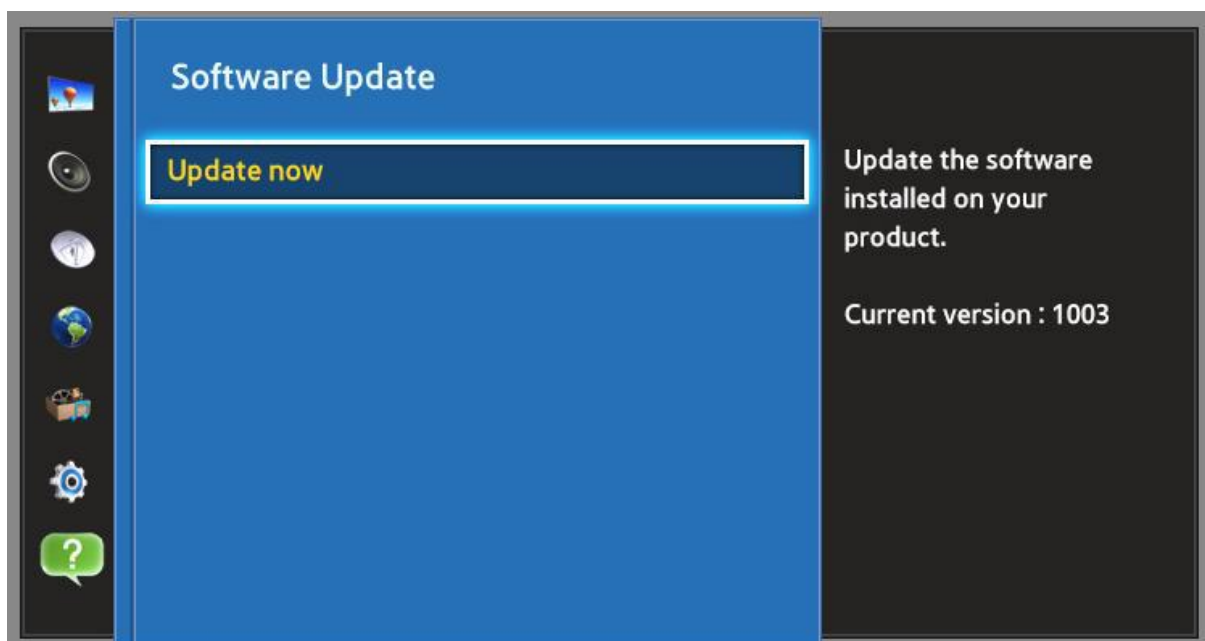 Software Update
Update now
Update the software
installed on your
product.
Current version : 1003
?